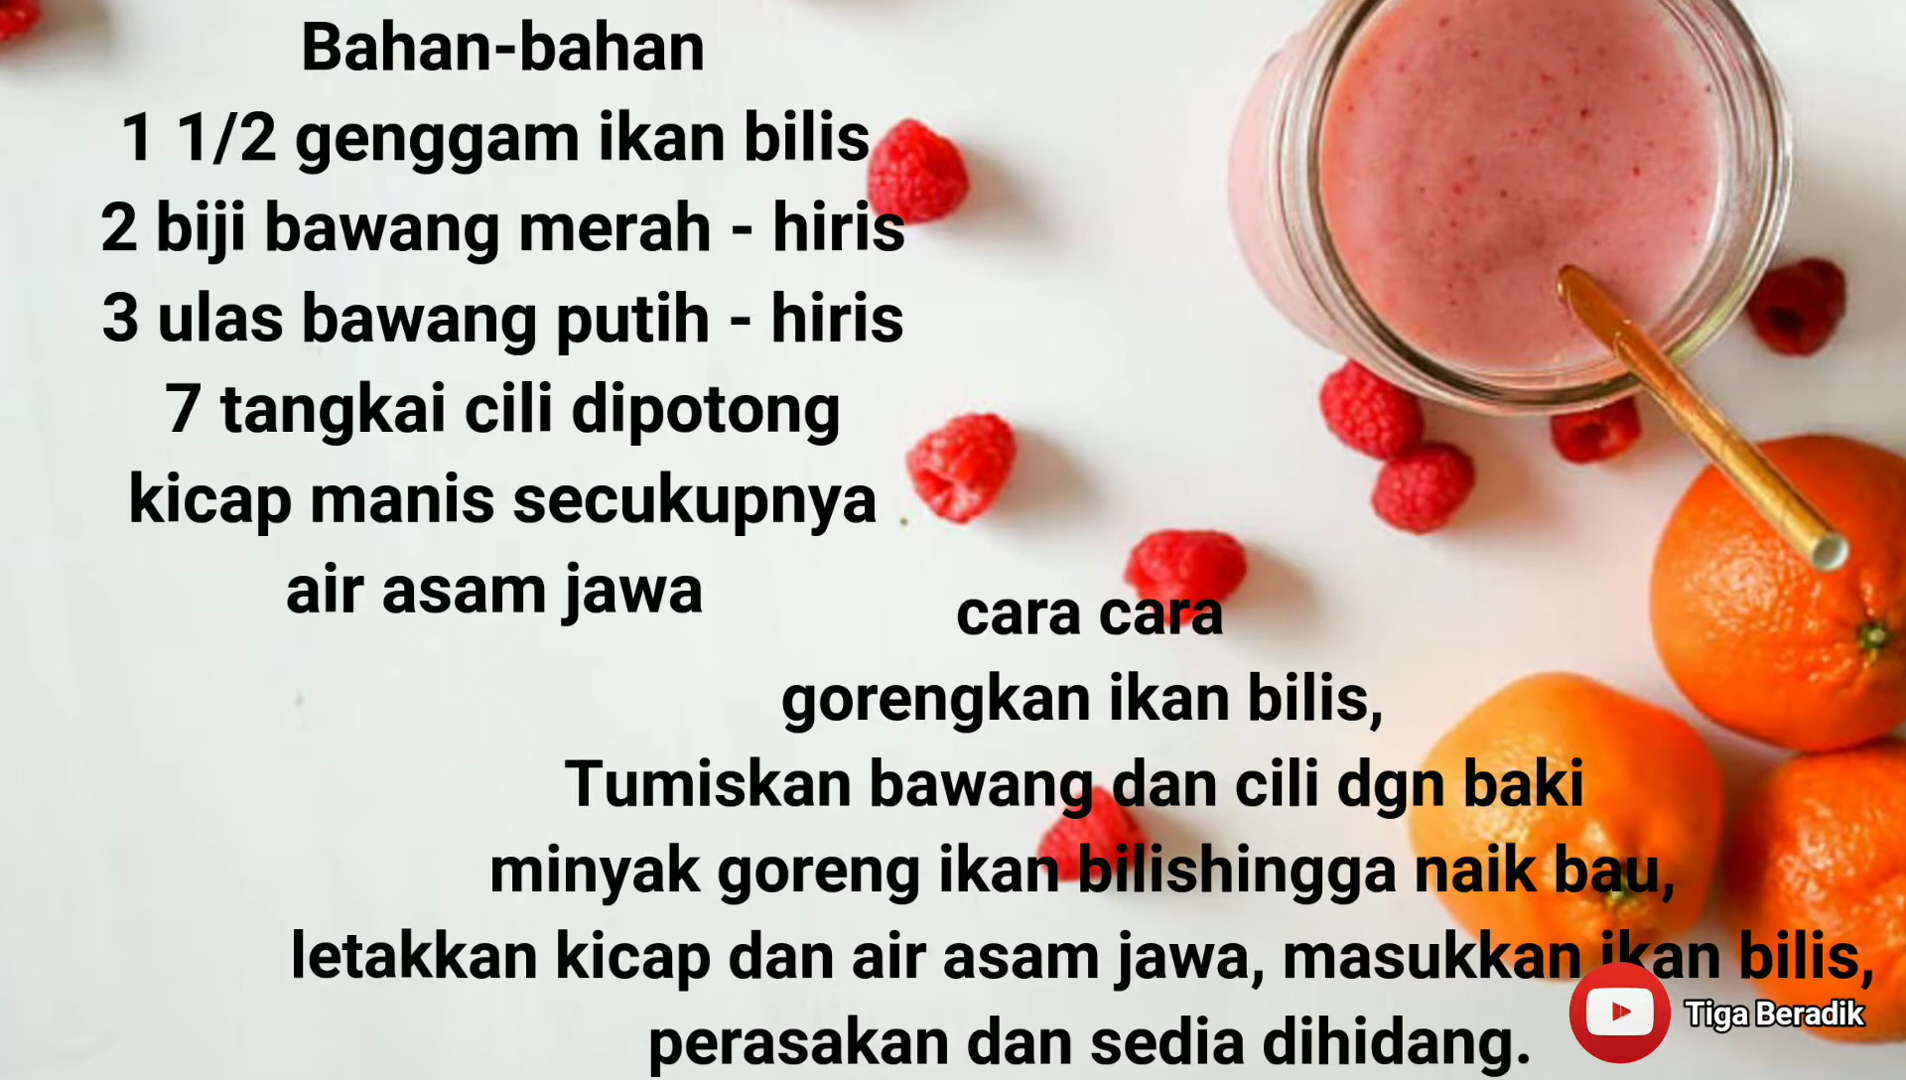 Bahan-bahan
1 1/2 genggam ikan bilis
2 biji bawang merah - hiris
3 ulas bawang putih - hiris
7 tangkai cili dipotong
kicap manis secukupnya
air asam jawa
cara cara
gorengkan ikan bilis,
Tumiskan bawang dan cili dgn baki
minyak goreng ikan bilishingga naik bau,
letakkan kicap dan air asam jawa, masukkan ikan bilis,
perasakan dan sedia dihidang.
Tiga Beradik